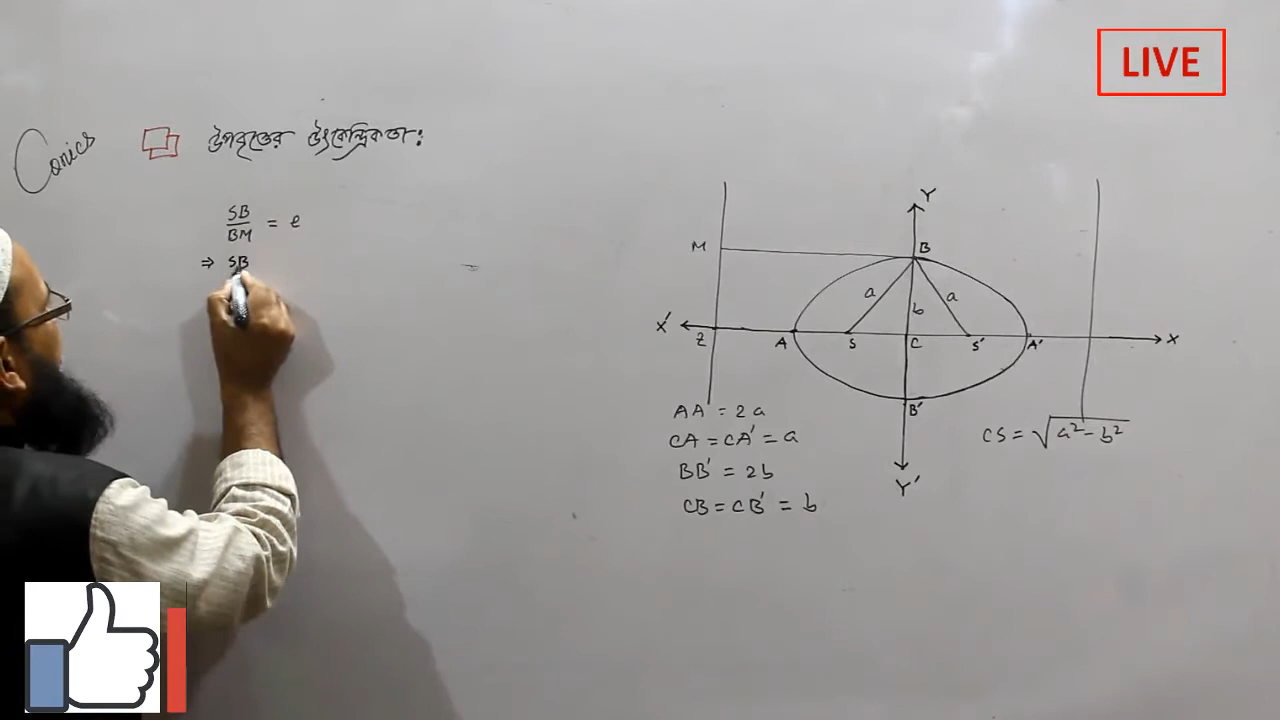 LIVE
Conics
উপবৃত্তের উৎকেন্দ্রিকতা:
SB/BM = e
⇒ SB
Y
M
B
a
a
b
X′
Z
A
S
C
S′
A′
X
B′
Y′
AA′ = 2a
CA = CA′ = a
BB′ = 2b
CB = CB′ = b
CS = √a²-b²